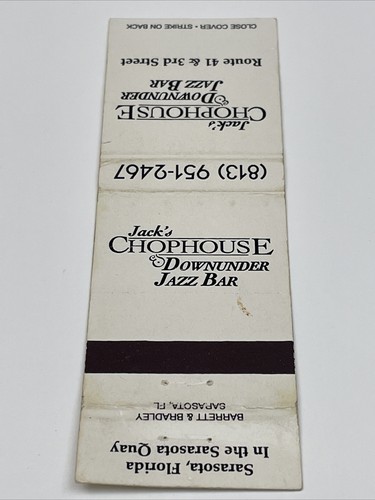 CLOSE COVER • STRIKE ON BACK
Route 41 & 3rd Street
Jack's
CHOPHOUSE
& DOWNUNDER
JAZZ BAR
(813) 951-2467
Jack's
CHOPHOUSE
& DOWNUNDER
JAZZ BAR
BARRETT & BRADLEY
SARASOTA, FL
In the Sarasota Quay
Sarasota, Florida